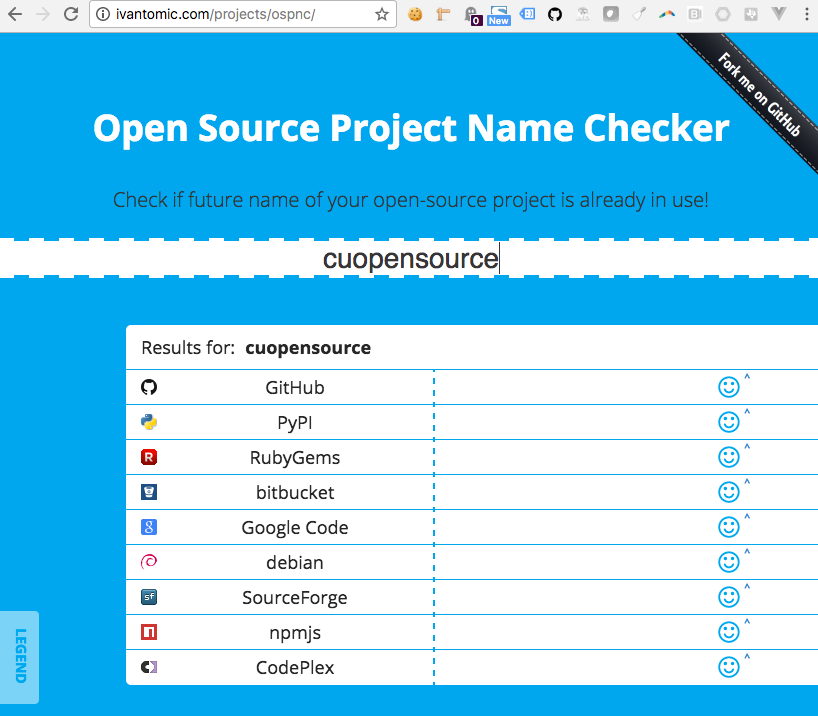 ivantomic.com/projects/ospnc/
0
New
Fork me on GitHub
Open Source Project Name Checker
Check if future name of your open-source project is already in use!
cuopensource
Results for: cuopensource
GitHub ^
PyPI ^
RubyGems ^
bitbucket ^
Google Code ^
debian ^
SourceForge ^
npmjs ^
CodePlex ^
LEGEND